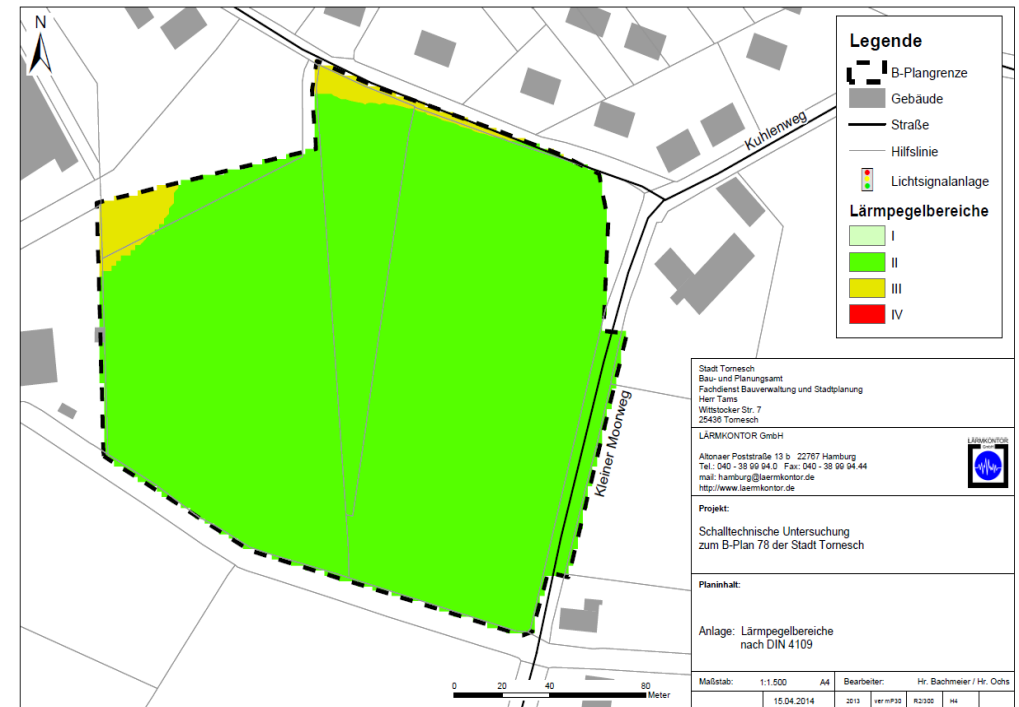 N
Kuhlenweg
Kleiner Moorweg
0 20 40 80
Meter
Legende
B-Plangrenze
Gebäude
Straße
Hilfslinie
Lichtsignalanlage
Lärmpegelbereiche
I
II
III
IV
Stadt Tornesch
Bau- und Planungsamt
Fachdienst Bauverwaltung und Stadtplanung
Herr Tams
Wittstocker Str. 7
25436 Tornesch
LÄRMKONTOR GmbH
Altonaer Poststraße 13 b 22767 Hamburg
Tel.: 040 - 38 99 94.0 Fax: 040 - 38 99 94.44
mail: hamburg@laermkontor.de
http://www.laermkontor.de
LÄRMKONTOR
GmbH
Projekt:
Schalltechnische Untersuchung
zum B-Plan 78 der Stadt Tornesch
Planinhalt:
Anlage: Lärmpegelbereiche
nach DIN 4109
Maßstab: 1:1.500 A4 Bearbeiter: Hr. Bachmeier / Hr. Ochs
15.04.2014 2013 R2/300 H4